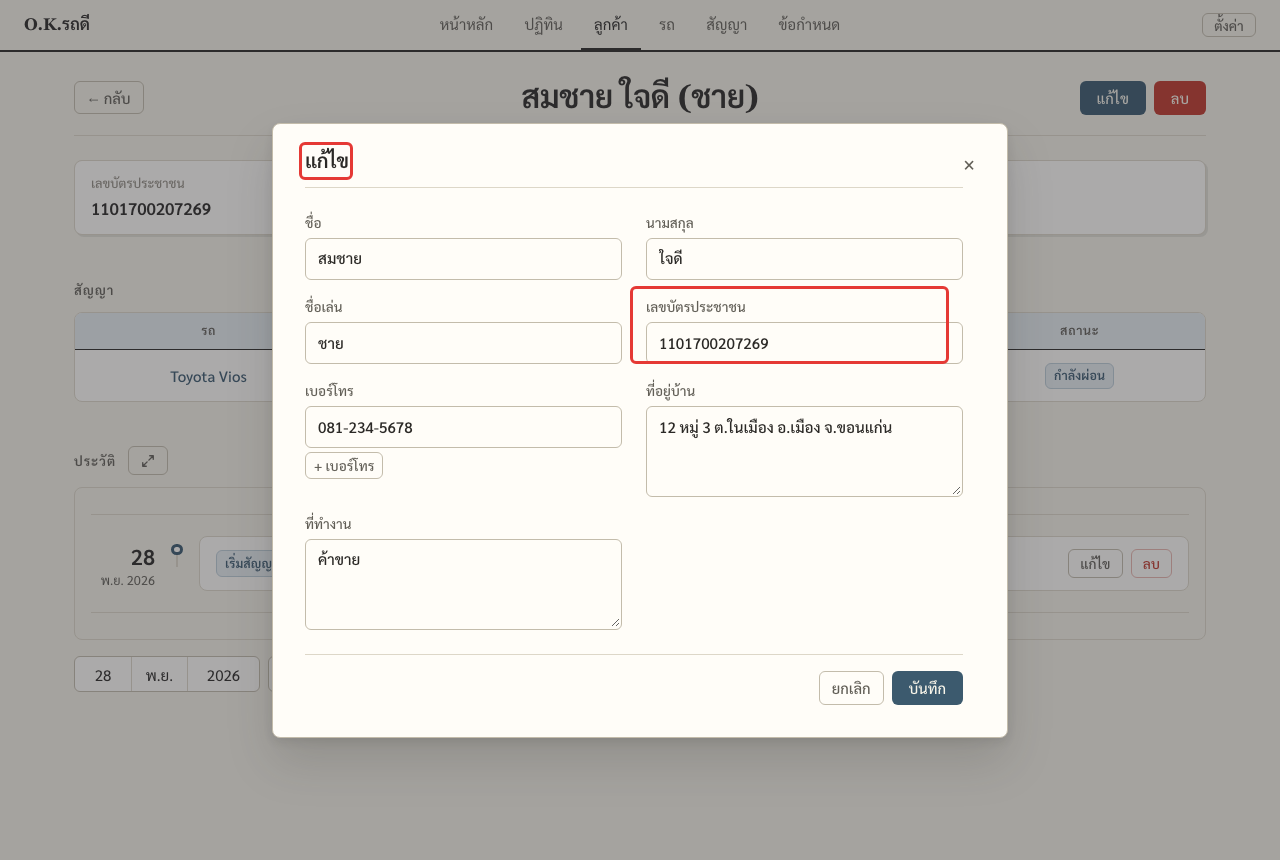 O.K.รถดี
หน้าหลัก ปฏิทิน ลูกค้า รถ สัญญา ข้อกำหนด
ตั้งค่า
← กลับ
สมชาย ใจดี (ชาย)
แก้ไข ลบ
เลขบัตรประชาชน
1101700207269
สัญญา
รถ สถานะ
Toyota Vios กำลังผ่อน
ประวัติ
28
พ.ย. 2026
เริ่มสัญญ
แก้ไข ลบ
28 พ.ย. 2026
แก้ไข ×
ชื่อ นามสกุล
สมชาย ใจดี
ชื่อเล่น เลขบัตรประชาชน
ชาย 1101700207269
เบอร์โทร ที่อยู่บ้าน
081-234-5678 12 หมู่ 3 ต.ในเมือง อ.เมือง จ.ขอนแก่น
+ เบอร์โทร
ที่ทำงาน
ค้าขาย
ยกเลิก บันทึก